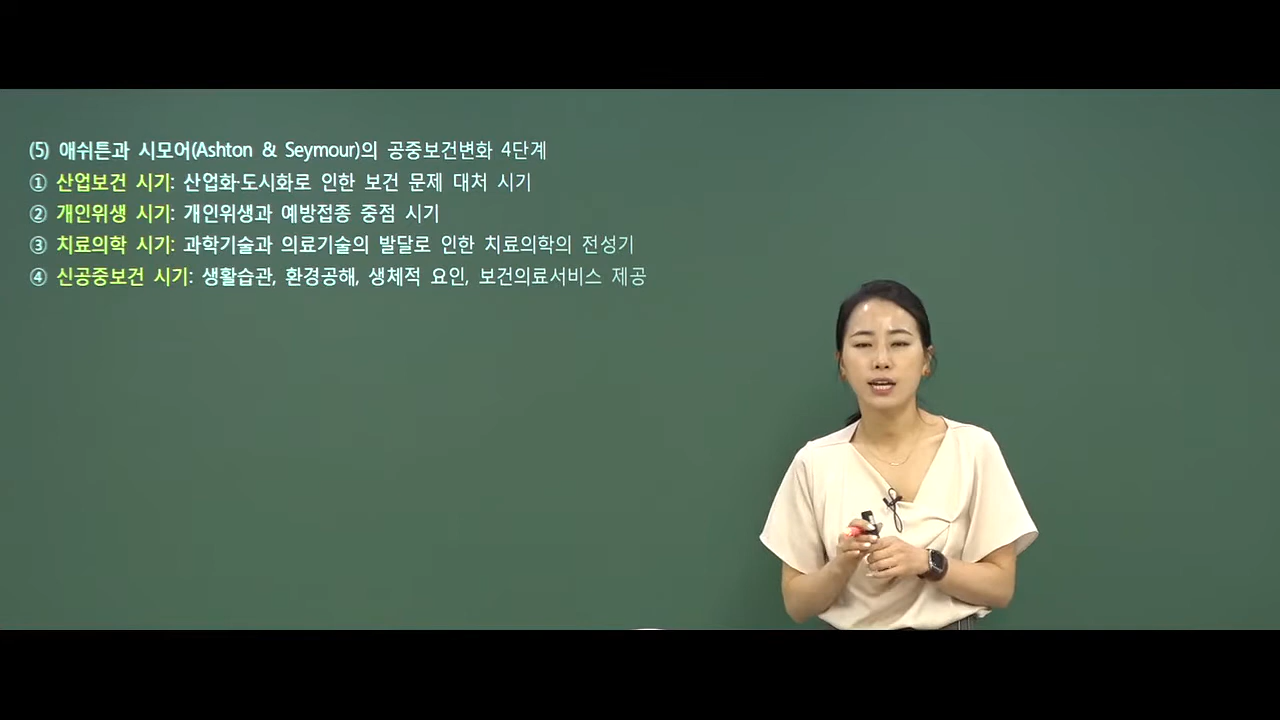 (5) 애쉬튼과 시모어(Ashton & Seymour)의 공중보건변화 4단계
① 산업보건 시기: 산업화·도시화로 인한 보건 문제 대처 시기
② 개인위생 시기: 개인위생과 예방접종 중점 시기
③ 치료의학 시기: 과학기술과 의료기술의 발달로 인한 치료의학의 전성기
④ 신공중보건 시기: 생활습관, 환경공해, 생체적 요인, 보건의료서비스 제공